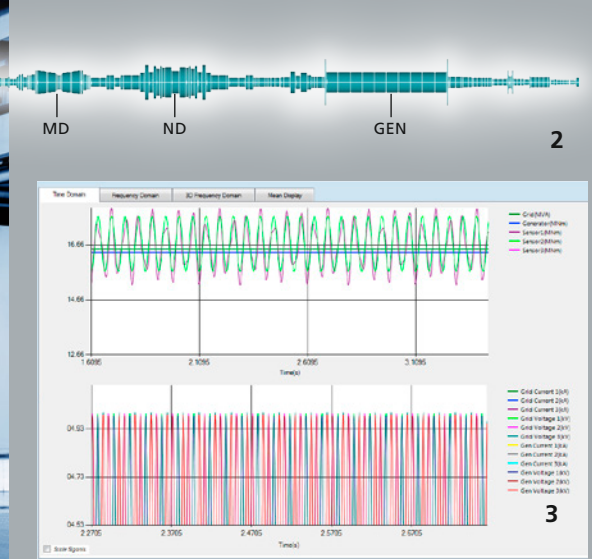 MD ND GEN
2
Time Domain Frequency Domain 3D Frequency Domain Mean Display
16.66
14.66
12.66
1.6095 2.1095 2.6095 3.1095
Time(s)
Grid(MVA)
Generator(MNm)
Sensor1(MNm)
Sensor2(MNm)
Sensor3(MNm)
04.93
04.73
04.53
2.2705 2.3705 2.4705 2.5705 2.6705
Time(s)
Grid Current 1(kA)
Grid Current 2(kA)
Grid Current 3(kA)
Grid Voltage 1(kV)
Grid Voltage 2(kV)
Grid Voltage 3(kV)
Gen Current 1(kA)
Gen Current 2(kA)
Gen Current 3(kA)
Gen Voltage 1(kV)
Gen Voltage 2(kV)
Gen Voltage 3(kV)
3